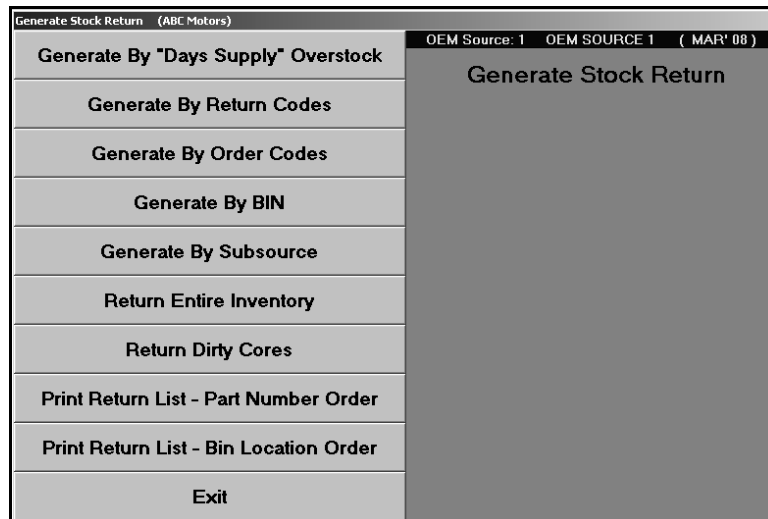 Generate Stock Return (ABC Motors)
OEM Source: 1 OEM SOURCE 1 ( MAR' 08 )
Generate Stock Return
Generate By "Days Supply" Overstock
Generate By Return Codes
Generate By Order Codes
Generate By BIN
Generate By Subsource
Return Entire Inventory
Return Dirty Cores
Print Return List - Part Number Order
Print Return List - Bin Location Order
Exit